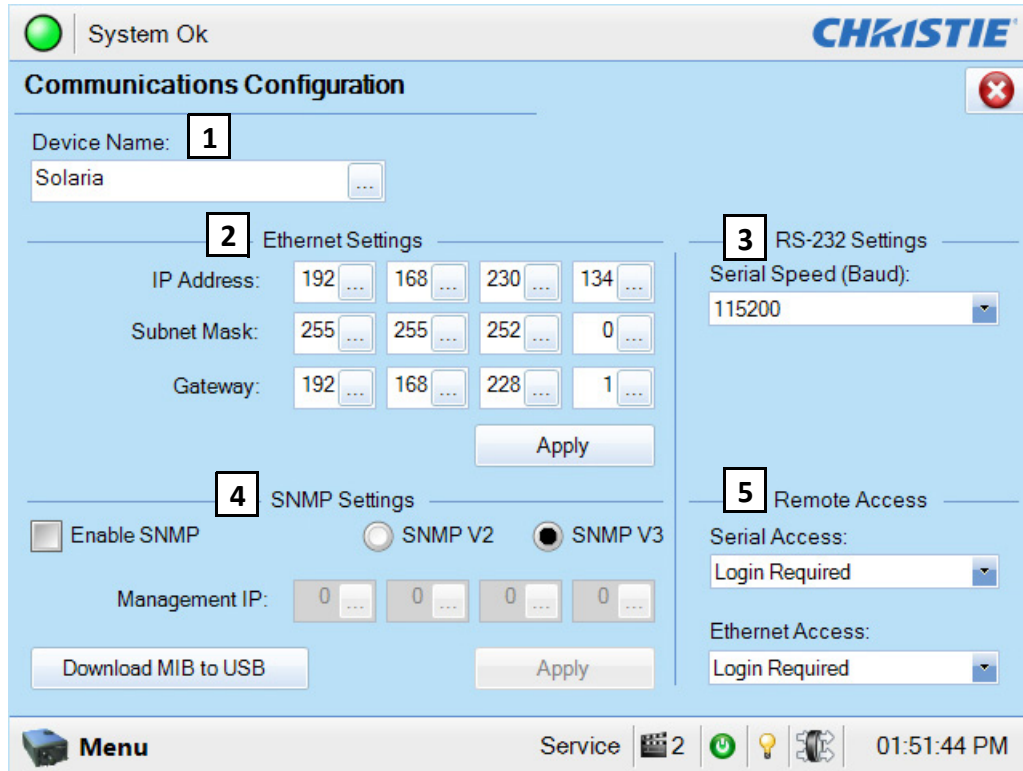 System Ok
CHRISTIE
Communications Configuration
1
Device Name:
Solaria ...
2 Ethernet Settings
IP Address: 192 ... 168 ... 230 ... 134 ...
Subnet Mask: 255 ... 255 ... 252 ... 0 ...
Gateway: 192 ... 168 ... 228 ... 1 ...
Apply
3 RS-232 Settings
Serial Speed (Baud):
115200
4 SNMP Settings
Enable SNMP SNMP V2 SNMP V3
Management IP: 0 ... 0 ... 0 ... 0 ...
Download MIB to USB Apply
5 Remote Access
Serial Access:
Login Required
Ethernet Access:
Login Required
Menu Service 2 01:51:44 PM